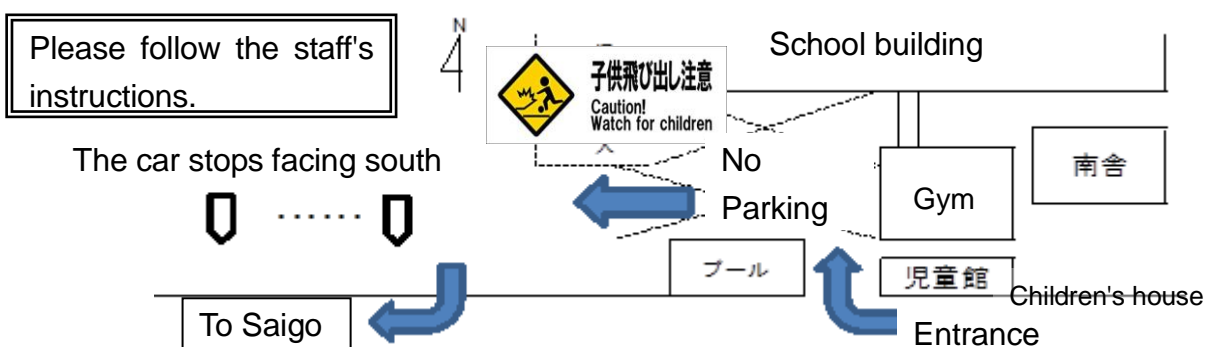 Please follow the staff's
instructions.
N
School building
子供飛び出し注意
Caution!
Watch for children
The car stops facing south
No
Parking
Gym
南舎
プール
児童館
Children's house
To Saigo
Entrance